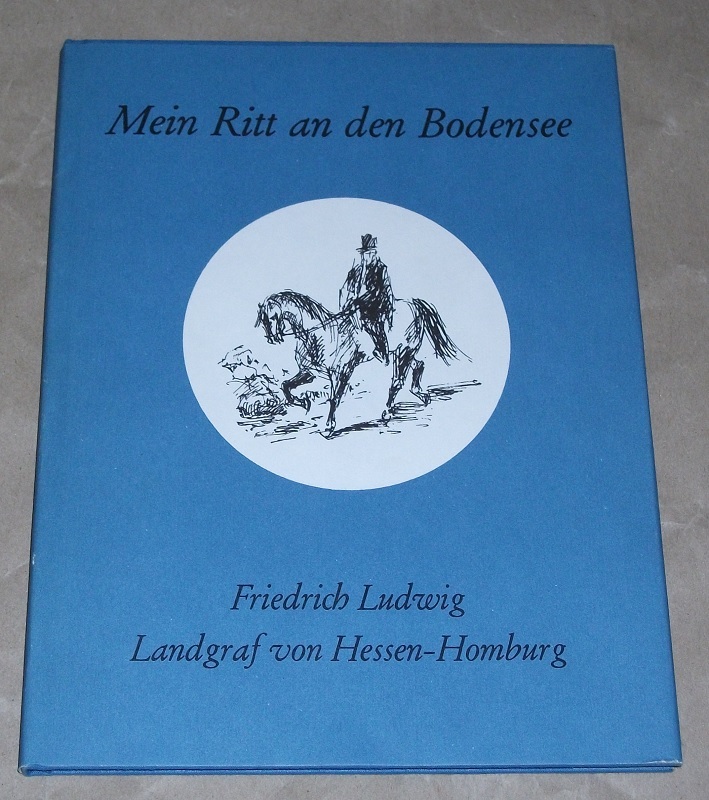 Mein Ritt an den Bodensee
Friedrich Ludwig
Landgraf von Hessen-Homburg